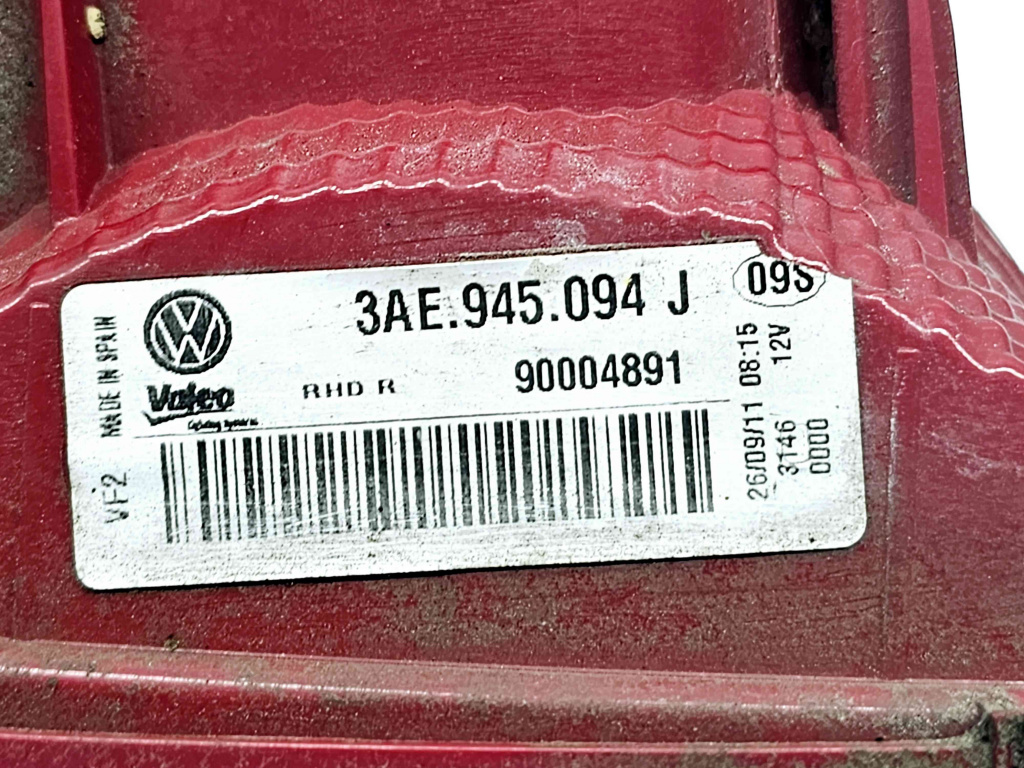 3AE.945.094 J
09S
Valeo
RHD R
90004891
MADE IN SPAIN
VF2
26/09/11 08:15
3146 12V
0000